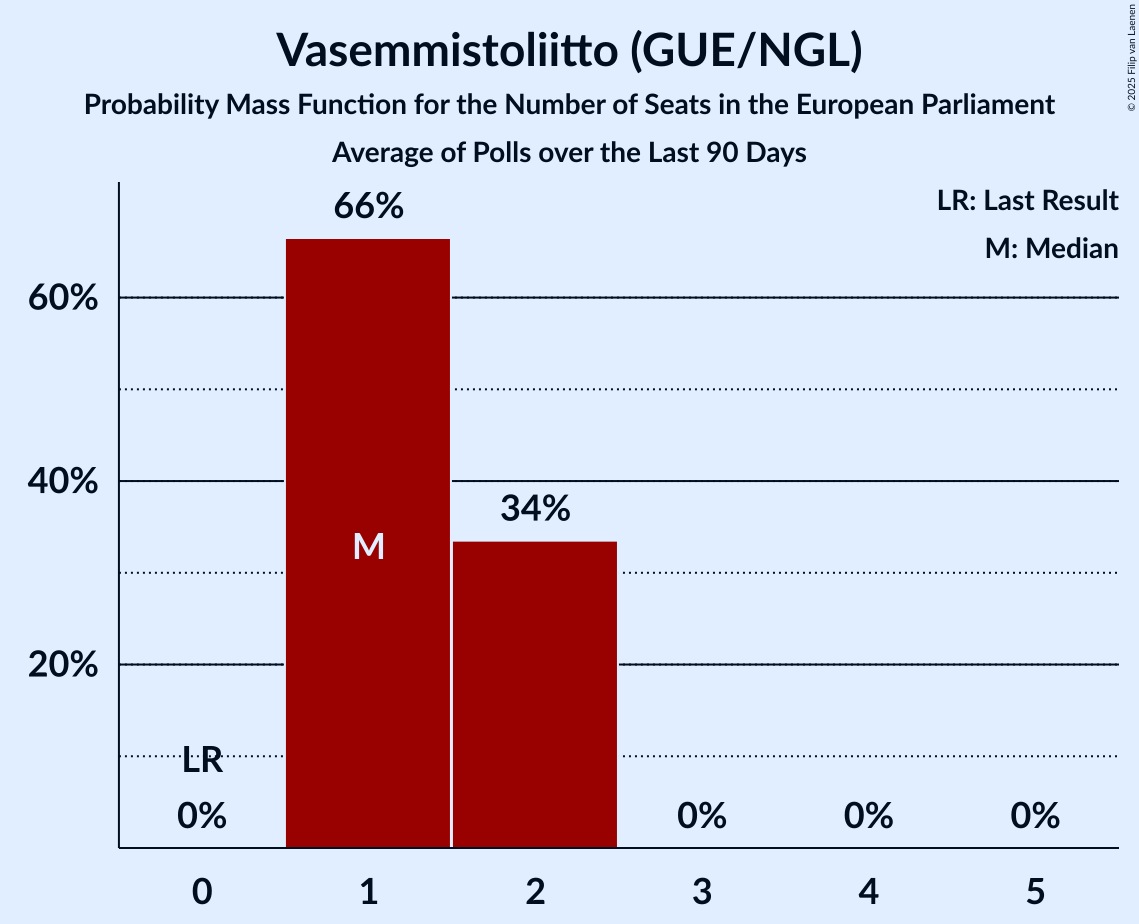 Vasemmistoliitto (GUE/NGL)
Probability Mass Function for the Number of Seats in the European Parliament
Average of Polls over the Last 90 Days
© 2025 Filip van Laenen
LR: Last Result
M: Median
66%
60%
40%
34%
M
20%
LR
0%
0%
0%
0%
0
1
2
3
4
5